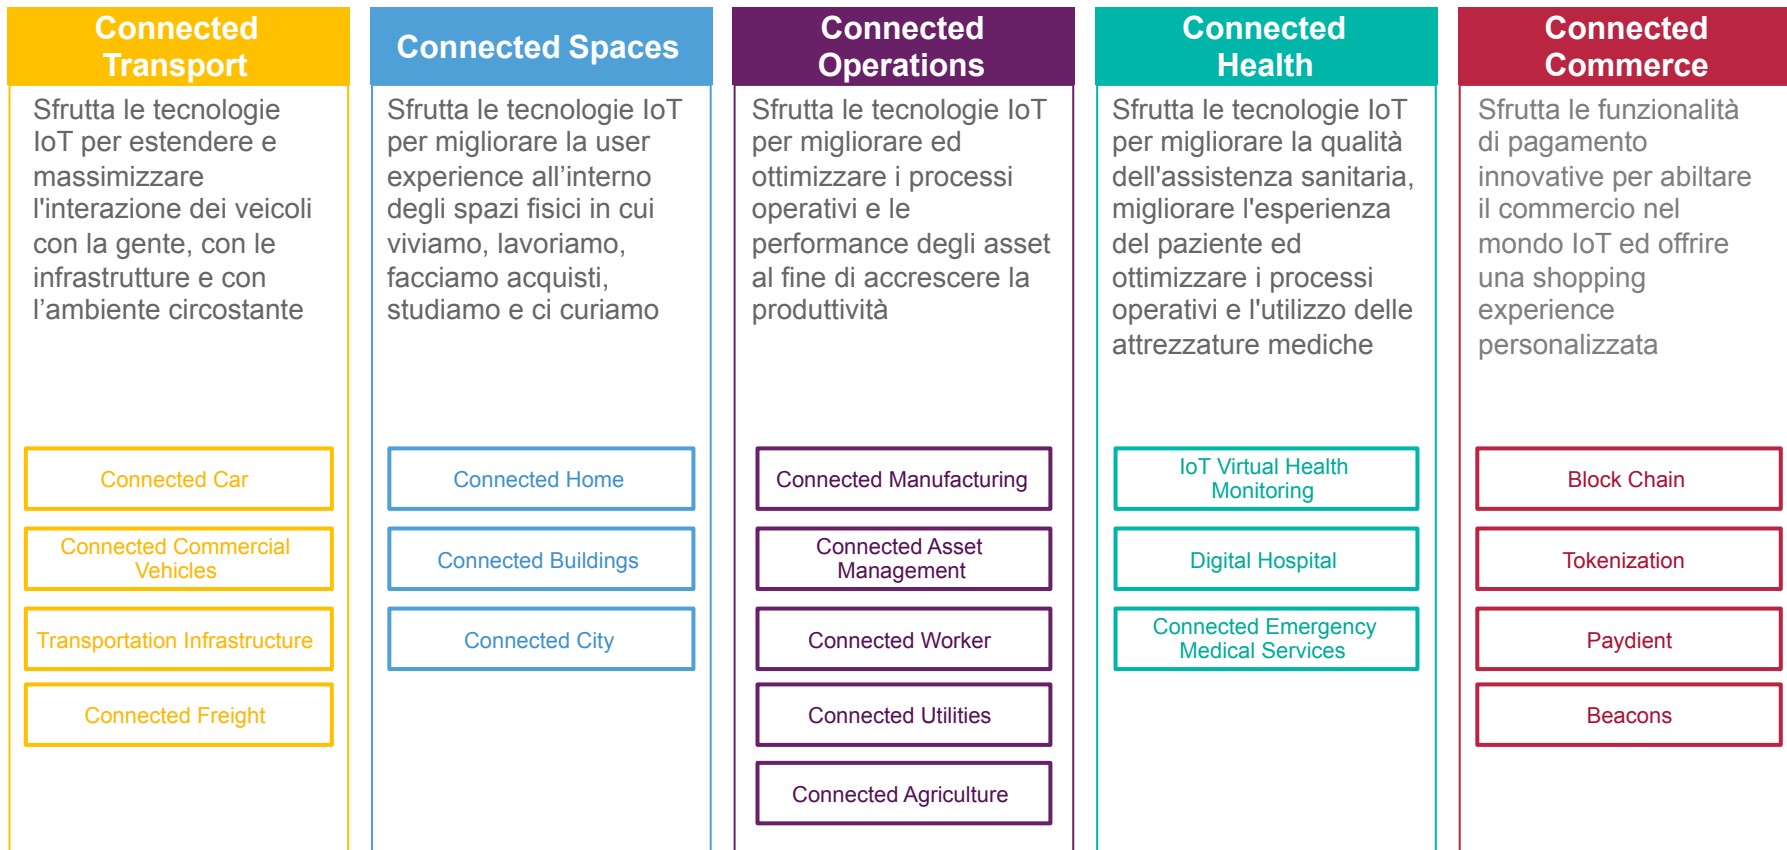 Connected
Transport
Sfrutta le tecnologie
IoT per estendere e
massimizzare
l'interazione dei veicoli
con la gente, con le
infrastrutture e con
l’ambiente circostante
Connected Car
Connected Commercial
Vehicles
Transportation Infrastructure
Connected Freight
Connected Spaces
Sfrutta le tecnologie IoT
per migliorare la user
experience all’interno
degli spazi fisici in cui
viviamo, lavoriamo,
facciamo acquisti,
studiamo e ci curiamo
Connected Home
Connected Buildings
Connected City
Connected
Operations
Sfrutta le tecnologie IoT
per migliorare ed
ottimizzare i processi
operativi e le
performance degli asset
al fine di accrescere la
produttività
Connected Manufacturing
Connected Asset
Management
Connected Worker
Connected Utilities
Connected Agriculture
Connected
Health
Sfrutta le tecnologie IoT
per migliorare la qualità
dell'assistenza sanitaria,
migliorare l'esperienza
del paziente ed
ottimizzare i processi
operativi e l'utilizzo delle
attrezzature mediche
IoT Virtual Health
Monitoring
Digital Hospital
Connected Emergency
Medical Services
Connected
Commerce
Sfrutta le funzionalità
di pagamento
innovative per abiltare
il commercio nel
mondo IoT ed offrire
una shopping
experience
personalizzata
Block Chain
Tokenization
Paydient
Beacons